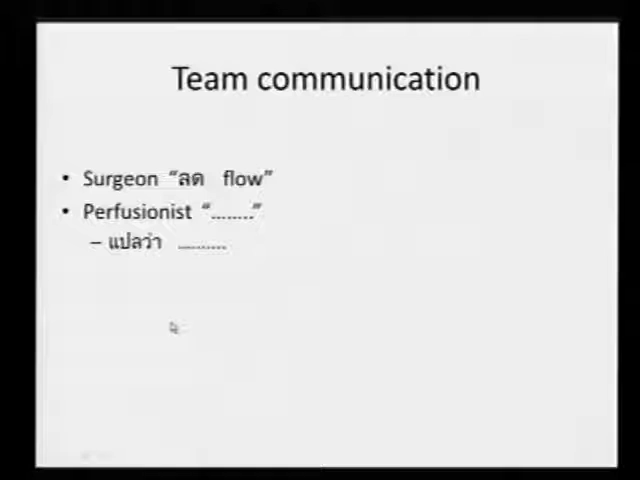 Team communication
• Surgeon “ลด flow”
• Perfusionist “........”
– แปลว่า ..........